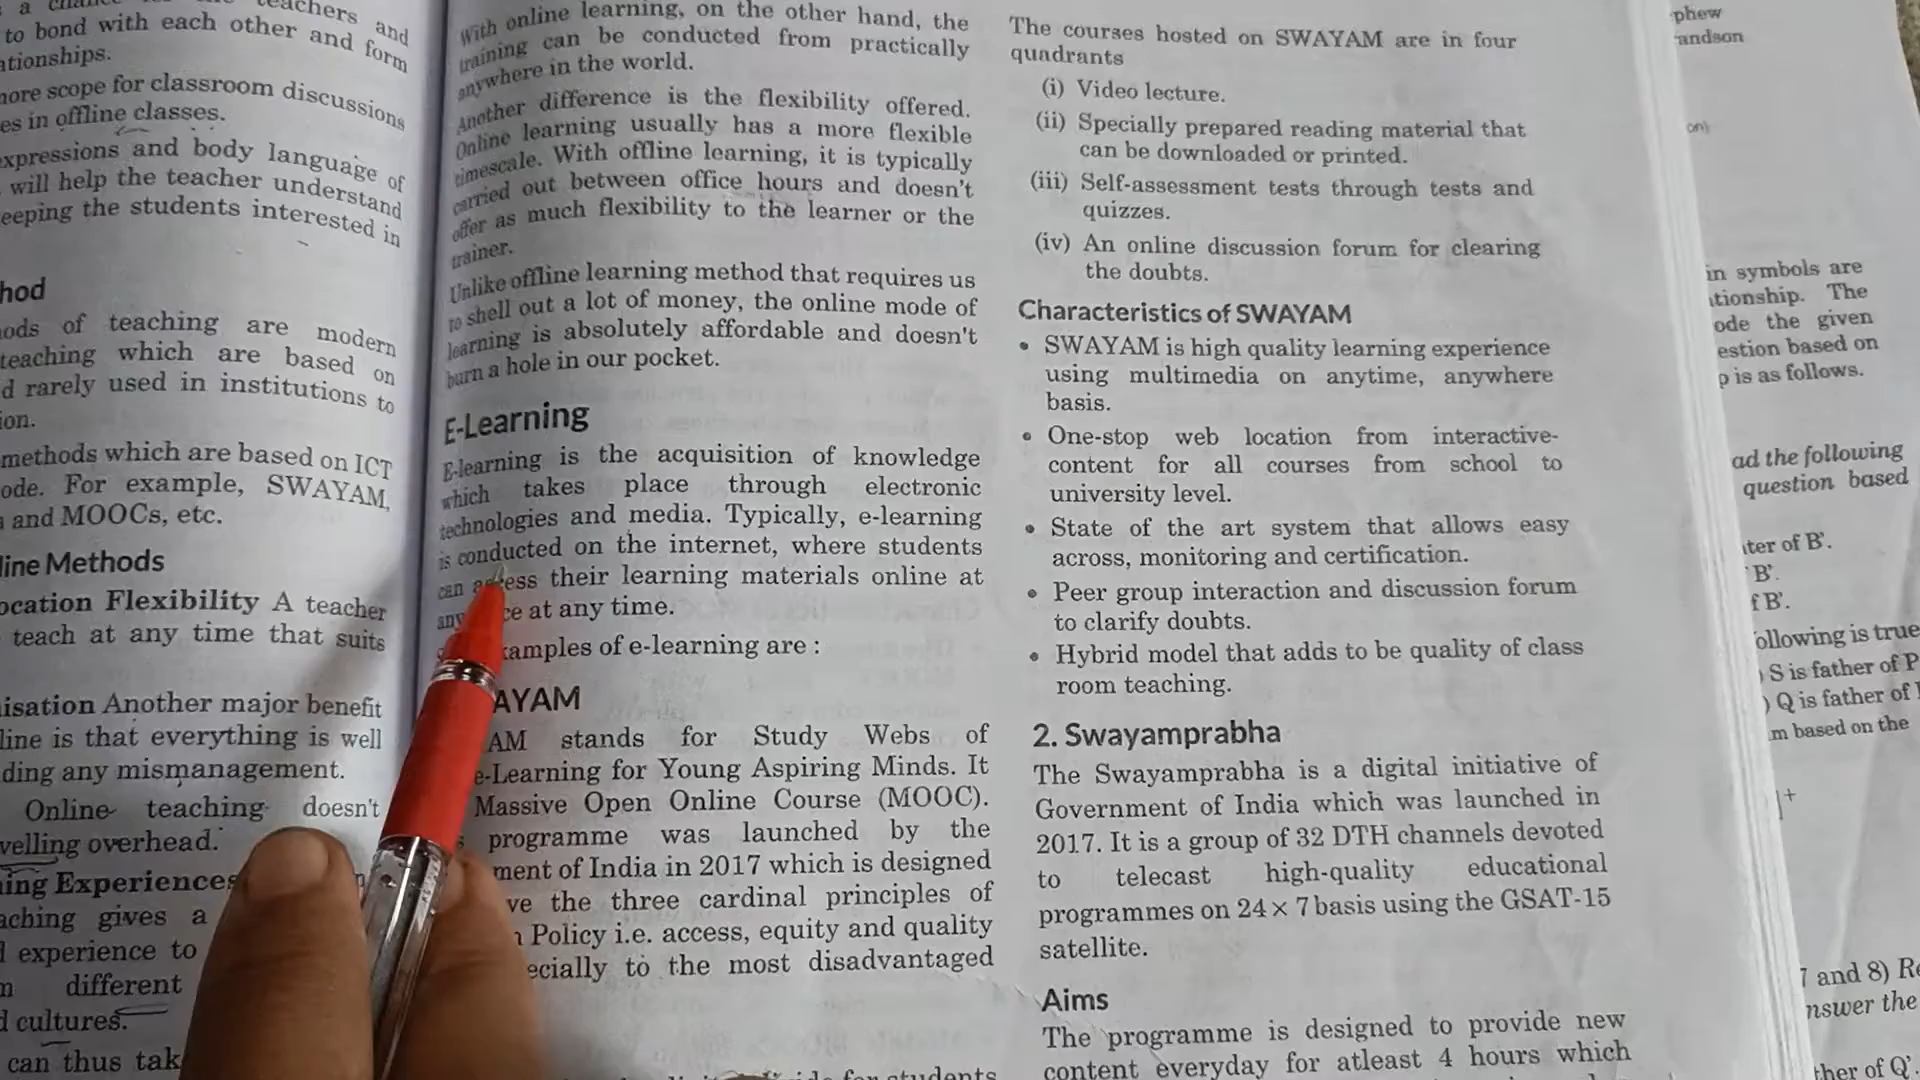 teachers and
to bond with each other and form
ationships.
more scope for classroom discussions
es in offline classes.
expressions and body language of
will help the teacher understand
eeping the students interested in
hod
ods of teaching are modern
teaching which are based on
d rarely used in institutions to
ion.
methods which are based on ICT
ode. For example, SWAYAM,
and MOOCs, etc.
line Methods
ocation Flexibility A teacher
teach at any time that suits
isation Another major benefit
line is that everything is well
ding any mismanagement.
Online teaching doesn't
velling overhead.
ing Experiences
aching gives a
experience to
different
d cultures.
can thus tak
With online learning, on the other hand, the
training can be conducted from practically
anywhere in the world.
Another difference is the flexibility offered.
Online learning usually has a more flexible
timescale. With offline learning, it is typically
carried out between office hours and doesn't
offer as much flexibility to the learner or the
trainer.
Unlike offline learning method that requires us
to shell out a lot of money, the online mode of
learning is absolutely affordable and doesn't
burn a hole in our pocket.
E-Learning
E-learning is the acquisition of knowledge
which takes place through electronic
technologies and media. Typically, e-learning
is conducted on the internet, where students
can access their learning materials online at
any ce at any time.
amples of e-learning are :
AYAM
AM stands for Study Webs of
e-Learning for Young Aspiring Minds. It
Massive Open Online Course (MOOC).
programme was launched by the
ment of India in 2017 which is designed
ve the three cardinal principles of
n Policy i.e. access, equity and quality
ecially to the most disadvantaged
for students
The courses hosted on SWAYAM are in four
quadrants
(i) Video lecture.
(ii) Specially prepared reading material that
can be downloaded or printed.
(iii) Self-assessment tests through tests and
quizzes.
(iv) An online discussion forum for clearing
the doubts.
Characteristics of SWAYAM
• SWAYAM is high quality learning experience
using multimedia on anytime, anywhere
basis.
• One-stop web location from interactive-
content for all courses from school to
university level.
• State of the art system that allows easy
across, monitoring and certification.
• Peer group interaction and discussion forum
to clarify doubts.
• Hybrid model that adds to be quality of class
room teaching.
2. Swayamprabha
The Swayamprabha is a digital initiative of
Government of India which was launched in
2017. It is a group of 32 DTH channels devoted
to telecast high-quality educational
programmes on 24 × 7 basis using the GSAT-15
satellite.
Aims
The programme is designed to provide new
content everyday for atleast 4 hours which
phew
andson
on)
in symbols are
tionship. The
ode the given
estion based on
p is as follows.
ad the following
question based
ter of B'.
B'.
f B'.
ollowing is true
) S is father of P
) Q is father of
m based on the
]+
7 and 8) Re
nswer the
ther of Q'.